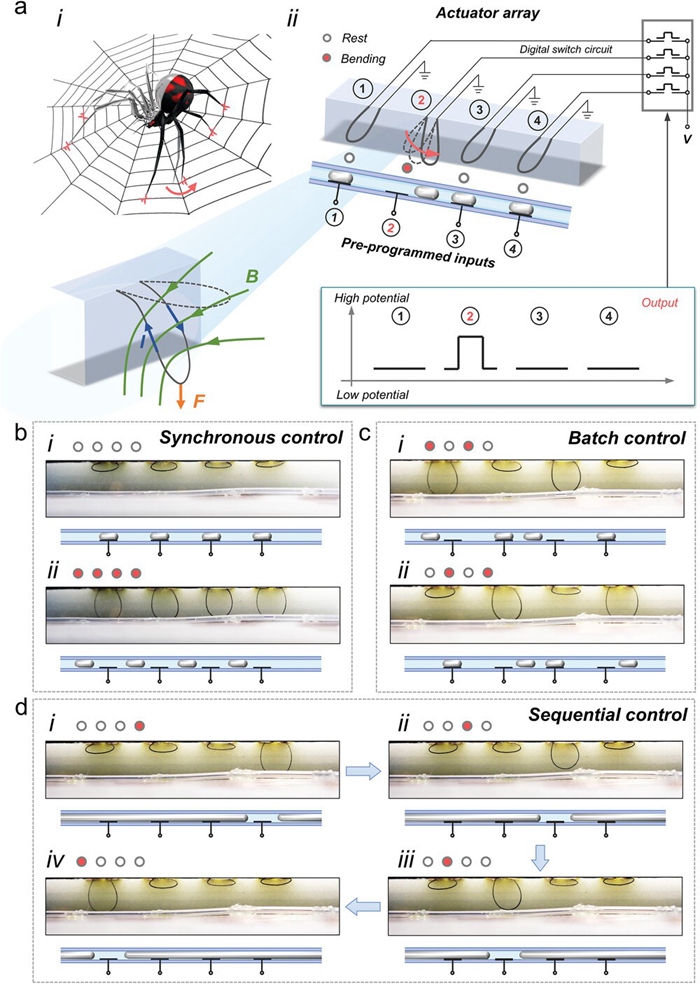 a
i
ii
Actuator array
Rest
Bending
Digital switch circuit
1
2
3
4
V
1
2
3
4
Pre-programmed inputs
B
I
F
High potential
Output
1
2
3
4
Low potential
b
i
Synchronous control
ii
c
i
Batch control
ii
d
i
ii
Sequential control
iv
iii